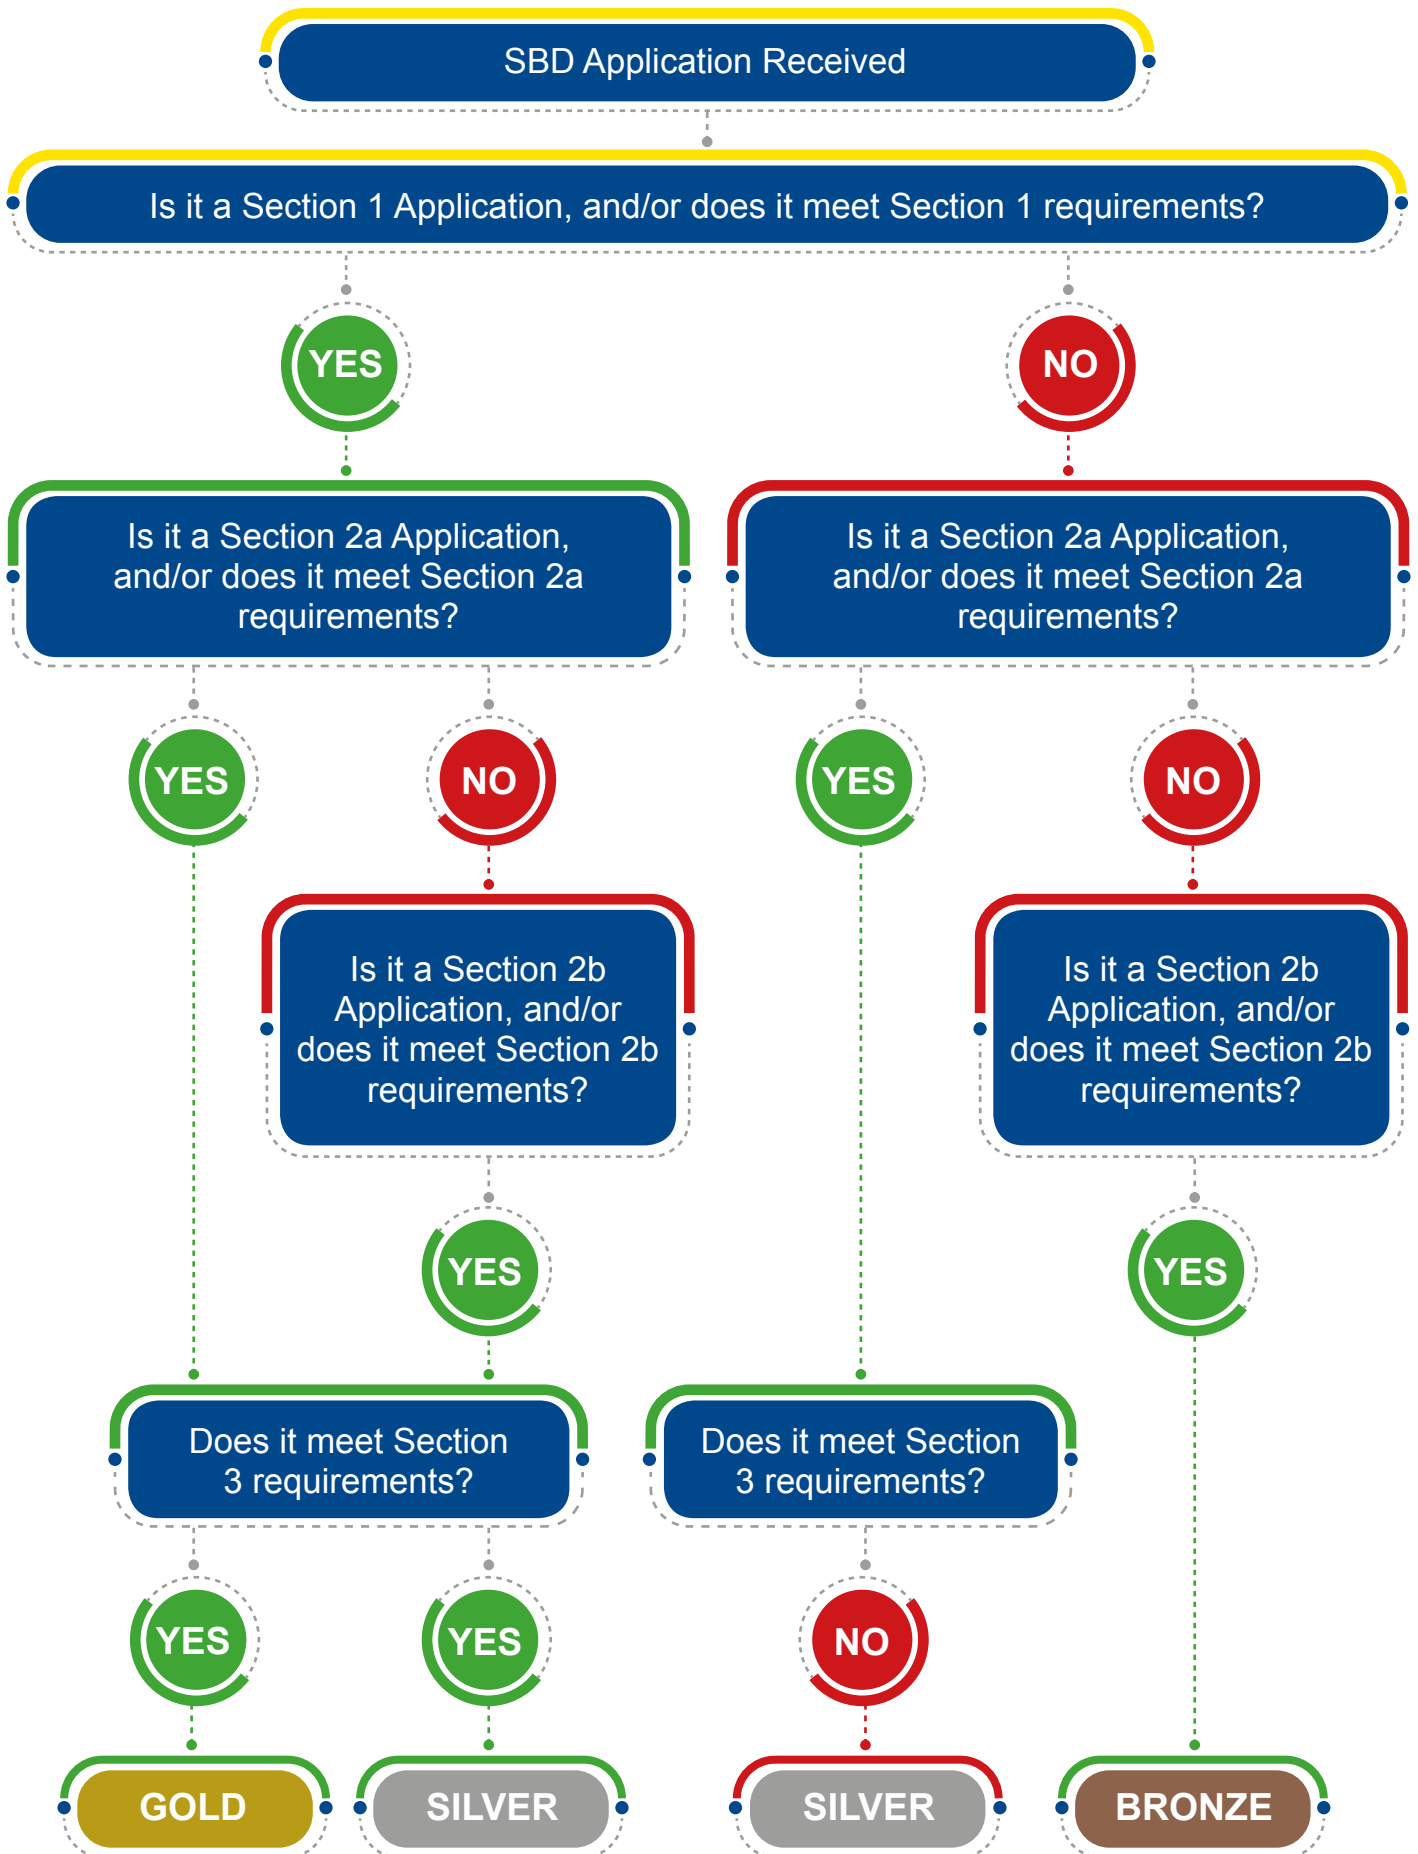 SBD Application Received
Is it a Section 1 Application, and/or does it meet Section 1 requirements?
YES
NO
Is it a Section 2a Application,
and/or does it meet Section 2a
requirements?
Is it a Section 2a Application,
and/or does it meet Section 2a
requirements?
YES
NO
YES
NO
Is it a Section 2b
Application, and/or
does it meet Section 2b
requirements?
Is it a Section 2b
Application, and/or
does it meet Section 2b
requirements?
YES
YES
Does it meet Section
3 requirements?
Does it meet Section
3 requirements?
YES
YES
NO
GOLD
SILVER
SILVER
BRONZE